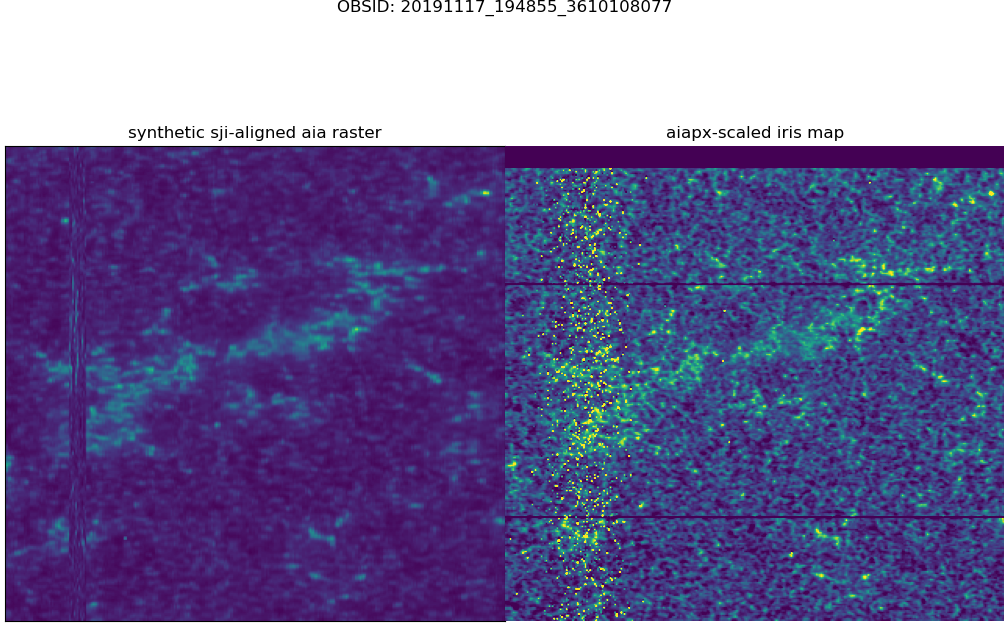 OBSID: 20191117_194855_3610108077
synthetic sji-aligned aia raster
aiapx-scaled iris map